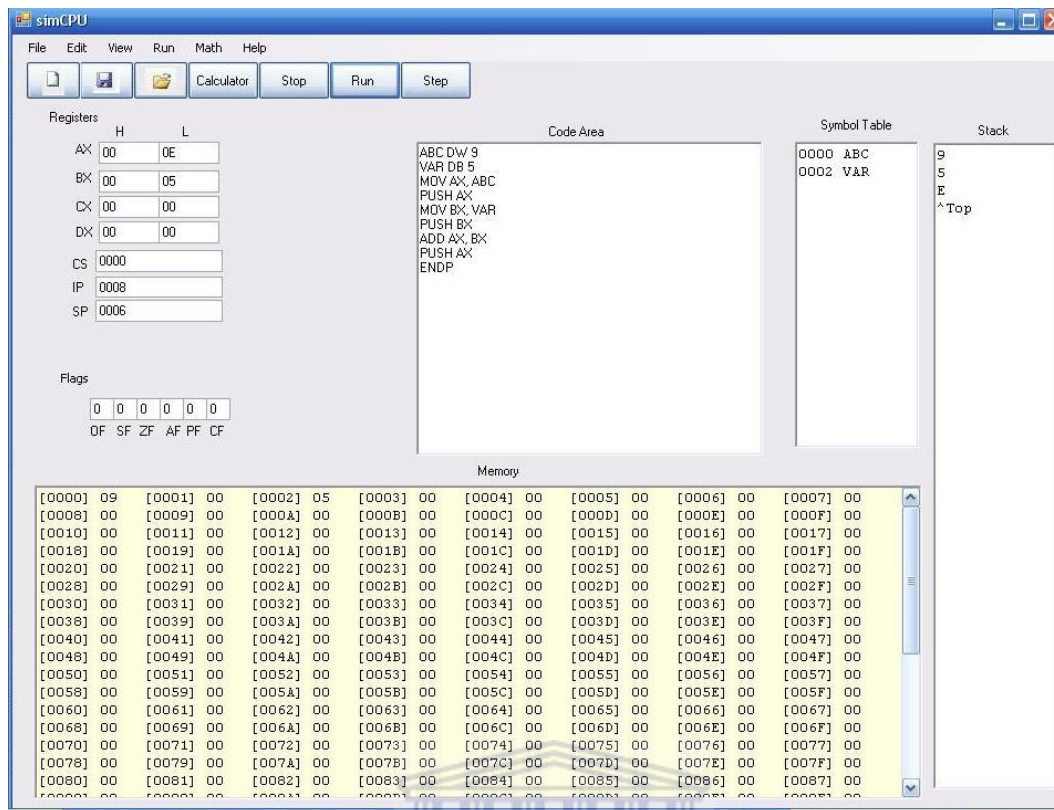 simCPU
File Edit View Run Math Help
Calculator Stop Run Step
Registers
H L
AX 00 0E
BX 00 05
CX 00 00
DX 00 00
CS 0000
IP 0008
SP 0006
Flags
0 0 0 0 0 0
OF SF ZF AF PF CF
Code Area
ABC DW 9
VAR DB 5
MOV AX, ABC
PUSH AX
MOV BX, VAR
PUSH BX
ADD AX, BX
PUSH AX
ENDP
Symbol Table
0000 ABC
0002 VAR
Stack
9
5
E
^Top
Memory
[0000] 09 [0001] 00 [0002] 05 [0003] 00 [0004] 00 [0005] 00 [0006] 00 [0007] 00
[0008] 00 [0009] 00 [000A] 00 [000B] 00 [000C] 00 [000D] 00 [000E] 00 [000F] 00
[0010] 00 [0011] 00 [0012] 00 [0013] 00 [0014] 00 [0015] 00 [0016] 00 [0017] 00
[0018] 00 [0019] 00 [001A] 00 [001B] 00 [001C] 00 [001D] 00 [001E] 00 [001F] 00
[0020] 00 [0021] 00 [0022] 00 [0023] 00 [0024] 00 [0025] 00 [0026] 00 [0027] 00
[0028] 00 [0029] 00 [002A] 00 [002B] 00 [002C] 00 [002D] 00 [002E] 00 [002F] 00
[0030] 00 [0031] 00 [0032] 00 [0033] 00 [0034] 00 [0035] 00 [0036] 00 [0037] 00
[0038] 00 [0039] 00 [003A] 00 [003B] 00 [003C] 00 [003D] 00 [003E] 00 [003F] 00
[0040] 00 [0041] 00 [0042] 00 [0043] 00 [0044] 00 [0045] 00 [0046] 00 [0047] 00
[0048] 00 [0049] 00 [004A] 00 [004B] 00 [004C] 00 [004D] 00 [004E] 00 [004F] 00
[0050] 00 [0051] 00 [0052] 00 [0053] 00 [0054] 00 [0055] 00 [0056] 00 [0057] 00
[0058] 00 [0059] 00 [005A] 00 [005B] 00 [005C] 00 [005D] 00 [005E] 00 [005F] 00
[0060] 00 [0061] 00 [0062] 00 [0063] 00 [0064] 00 [0065] 00 [0066] 00 [0067] 00
[0068] 00 [0069] 00 [006A] 00 [006B] 00 [006C] 00 [006D] 00 [006E] 00 [006F] 00
[0070] 00 [0071] 00 [0072] 00 [0073] 00 [0074] 00 [0075] 00 [0076] 00 [0077] 00
[0078] 00 [0079] 00 [007A] 00 [007B] 00 [007C] 00 [007D] 00 [007E] 00 [007F] 00
[0080] 00 [0081] 00 [0082] 00 [0083] 00 [0084] 00 [0085] 00 [0086] 00 [0087] 00